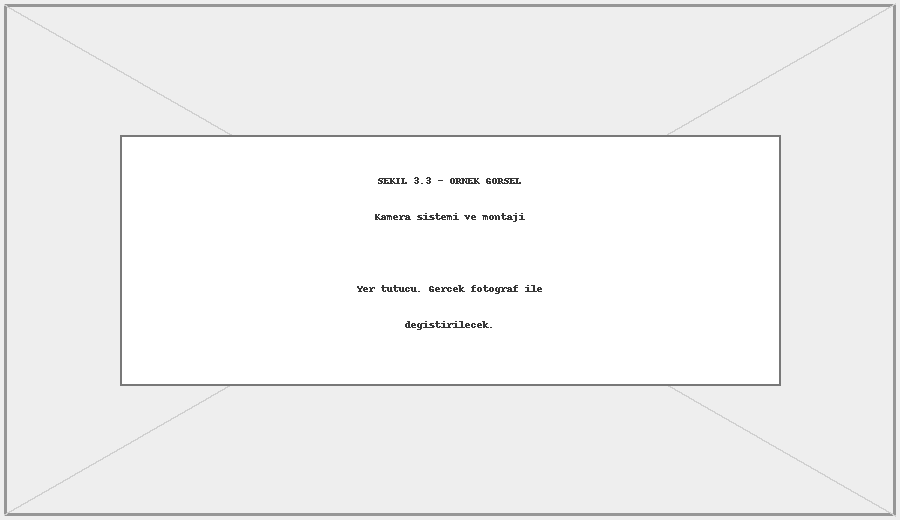 SEKIL 3.3 - ORNEK GORSEL
Kamera sistemi ve montaji
Yer tutucu. Gercek fotograf ile
degistirilecek.